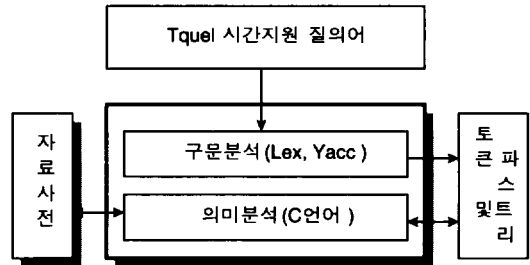 Tquel 시간지원 질의어
자료사전
구문분석(Lex, Yacc)
의미분석(C언어)
토큰 및
파스트리